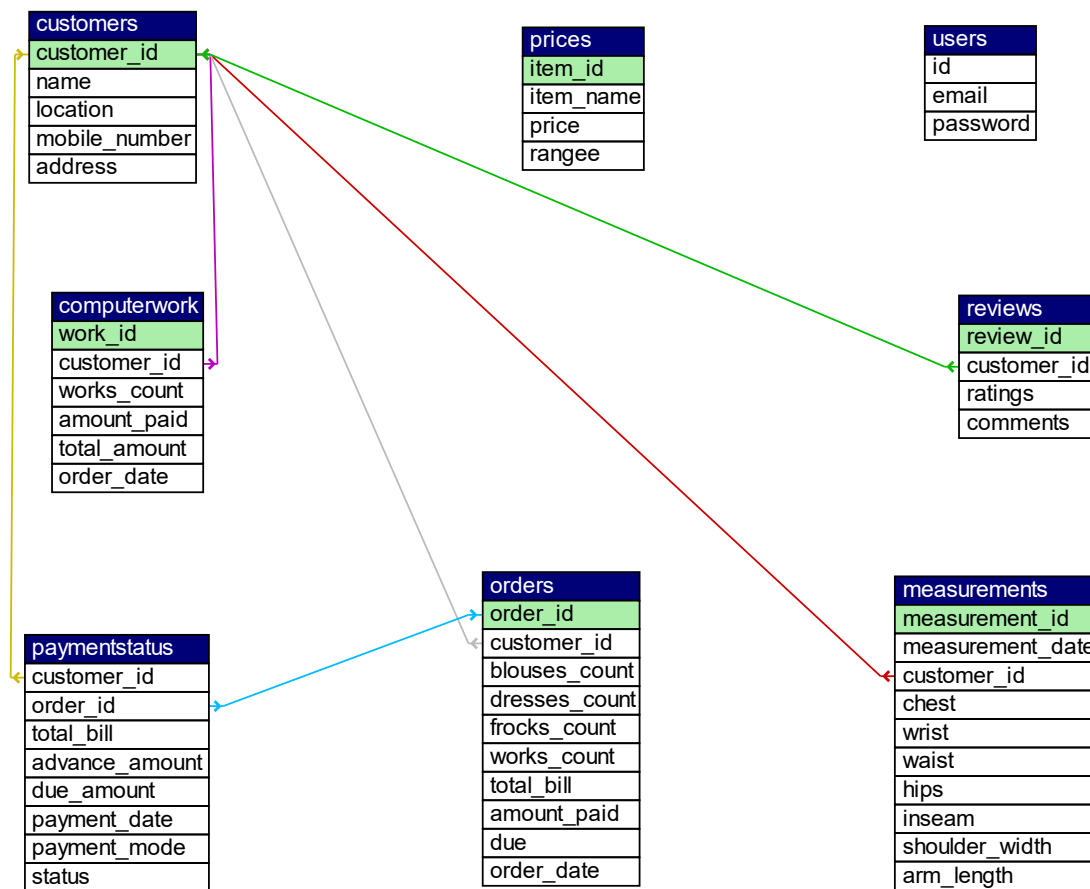 customers
customer_id
name
location
mobile_number
address
prices
item_id
item_name
price
rangee
users
id
email
password
computerwork
work_id
customer_id
works_count
amount_paid
total_amount
order_date
reviews
review_id
customer_id
ratings
comments
paymentstatus
customer_id
order_id
total_bill
advance_amount
due_amount
payment_date
payment_mode
status
orders
order_id
customer_id
blouses_count
dresses_count
frocks_count
works_count
total_bill
amount_paid
due
order_date
measurements
measurement_id
measurement_date
customer_id
chest
wrist
waist
hips
inseam
shoulder_width
arm_length